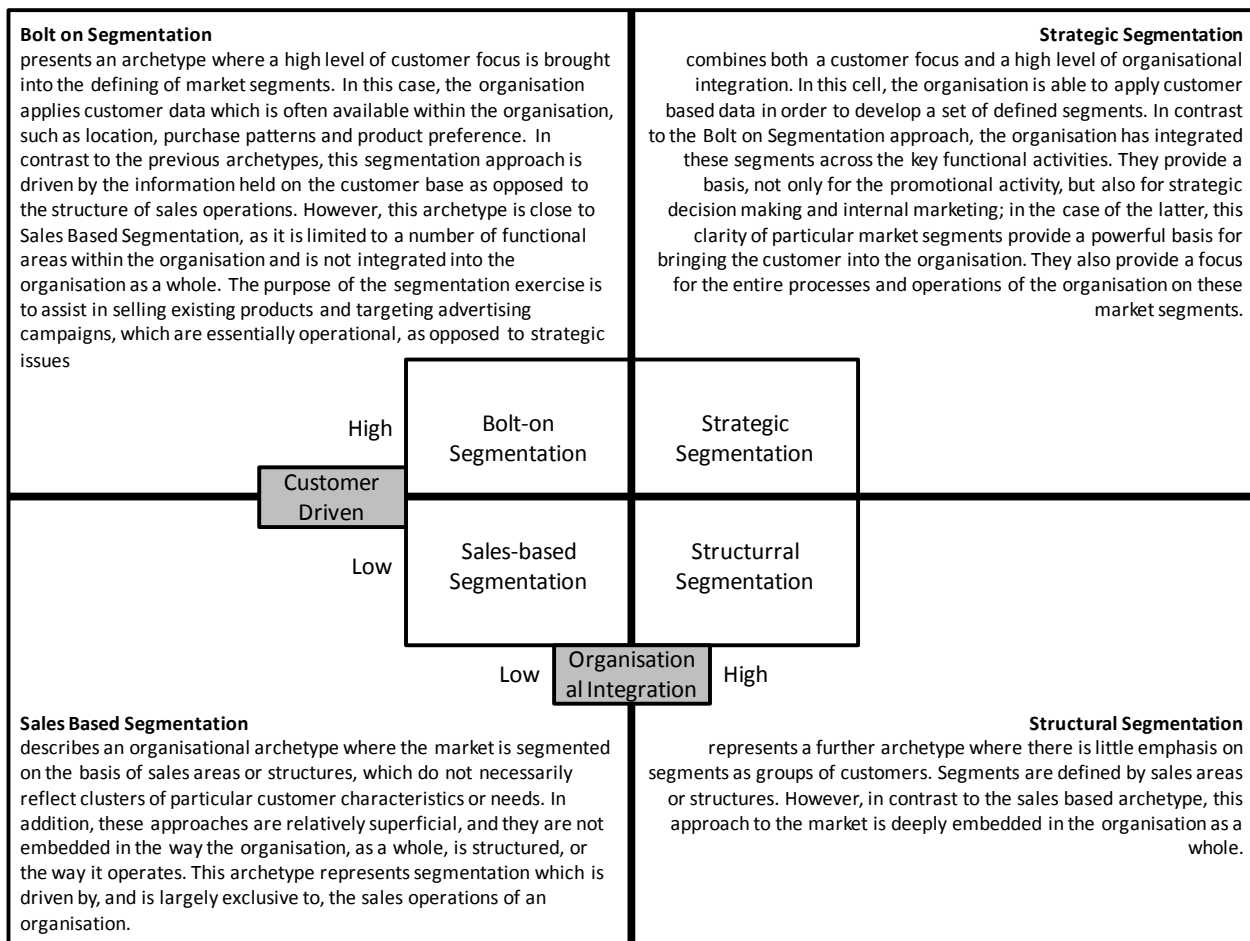 Bolt on Segmentation
presents an archetype where a high level of customer focus is brought
into the defining of market segments. In this case, the organisation
applies customer data which is often available within the organisation,
such as location, purchase patterns and product preference. In
contrast to the previous archetypes, this segmentation approach is
driven by the information held on the customer base as opposed to
the structure of sales operations. However, this archetype is close to
Sales Based Segmentation, as it is limited to a number of functional
areas within the organisation and is not integrated into the
organisation as a whole. The purpose of the segmentation exercise is
to assist in selling existing products and targeting advertising
campaigns, which are essentially operational, as opposed to strategic
issues
Strategic Segmentation
combines both a customer focus and a high level of organisational
integration. In this cell, the organisation is able to apply customer
based data in order to develop a set of defined segments. In contrast
to the Bolt on Segmentation approach, the organisation has integrated
these segments across the key functional activities. They provide a
basis, not only for the promotional activity, but also for strategic
decision making and internal marketing; in the case of the latter, this
clarity of particular market segments provide a powerful basis for
bringing the customer into the organisation. They also provide a focus
for the entire processes and operations of the organisation on these
market segments.
High
Bolt-on
Segmentation
Strategic
Segmentation
Customer
Driven
Low
Sales-based
Segmentation
Structurral
Segmentation
Low
Organisation
al Integration
High
Sales Based Segmentation
describes an organisational archetype where the market is segmented
on the basis of sales areas or structures, which do not necessarily
reflect clusters of particular customer characteristics or needs. In
addition, these approaches are relatively superficial, and they are not
embedded in the way the organisation, as a whole, is structured, or
the way it operates. This archetype represents segmentation which is
driven by, and is largely exclusive to, the sales operations of an
organisation.
Structural Segmentation
represents a further archetype where there is little emphasis on
segments as groups of customers. Segments are defined by sales areas
or structures. However, in contrast to the sales based archetype, this
approach to the market is deeply embedded in the organisation as a
whole.